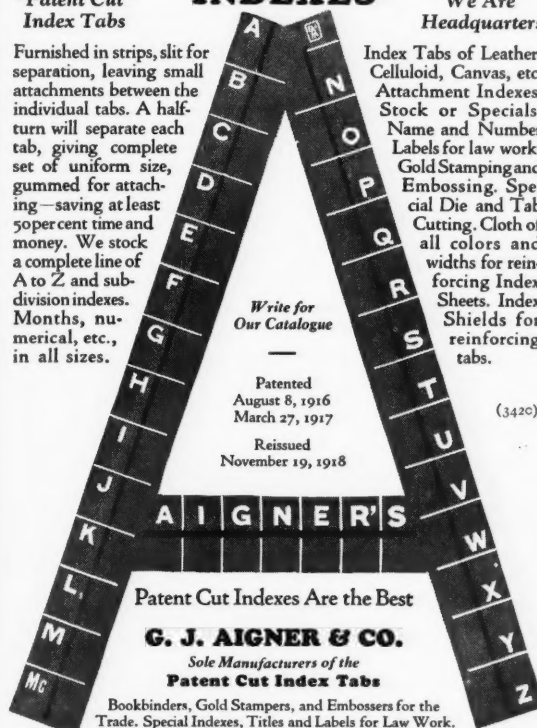 Patent Cut
Index Tabs
INDEXES
We Are
Headquarters
Furnished in strips, slit for
separation, leaving small
attachments between the
individual tabs. A half-
turn will separate each
tab, giving complete
set of uniform size,
gummed for attach-
ing—saving at least
50 per cent time and
money. We stock
a complete line of
A to Z and sub-
division indexes.
Months, nu-
merical, etc.,
in all sizes.
A
B
C
D
E
F
G
H
I
J
K
L
M
Mc
N
O
P
Q
R
S
T
U
V
W
X
Y
Z
Index Tabs of Leather
Celluloid, Canvas, etc
Attachment Indexes
Stock or Specials
Name and Number
Labels for law work
Gold Stamping and
Embossing. Spe-
cial Die and Tab
Cutting. Cloth of
all colors and
widths for rein-
forcing Index
Sheets. Index
Shields for
reinforcing
tabs.
(342c)
Write for
Our Catalogue
Patented
August 8, 1916
March 27, 1917
Reissued
November 19, 1918
AIGNER'S
Patent Cut Indexes Are the Best
G. J. AIGNER & CO.
Sole Manufacturers of the
Patent Cut Index Tabs
Bookbinders, Gold Stampers, and Embossers for the
Trade. Special Indexes, Titles and Labels for Law Work.